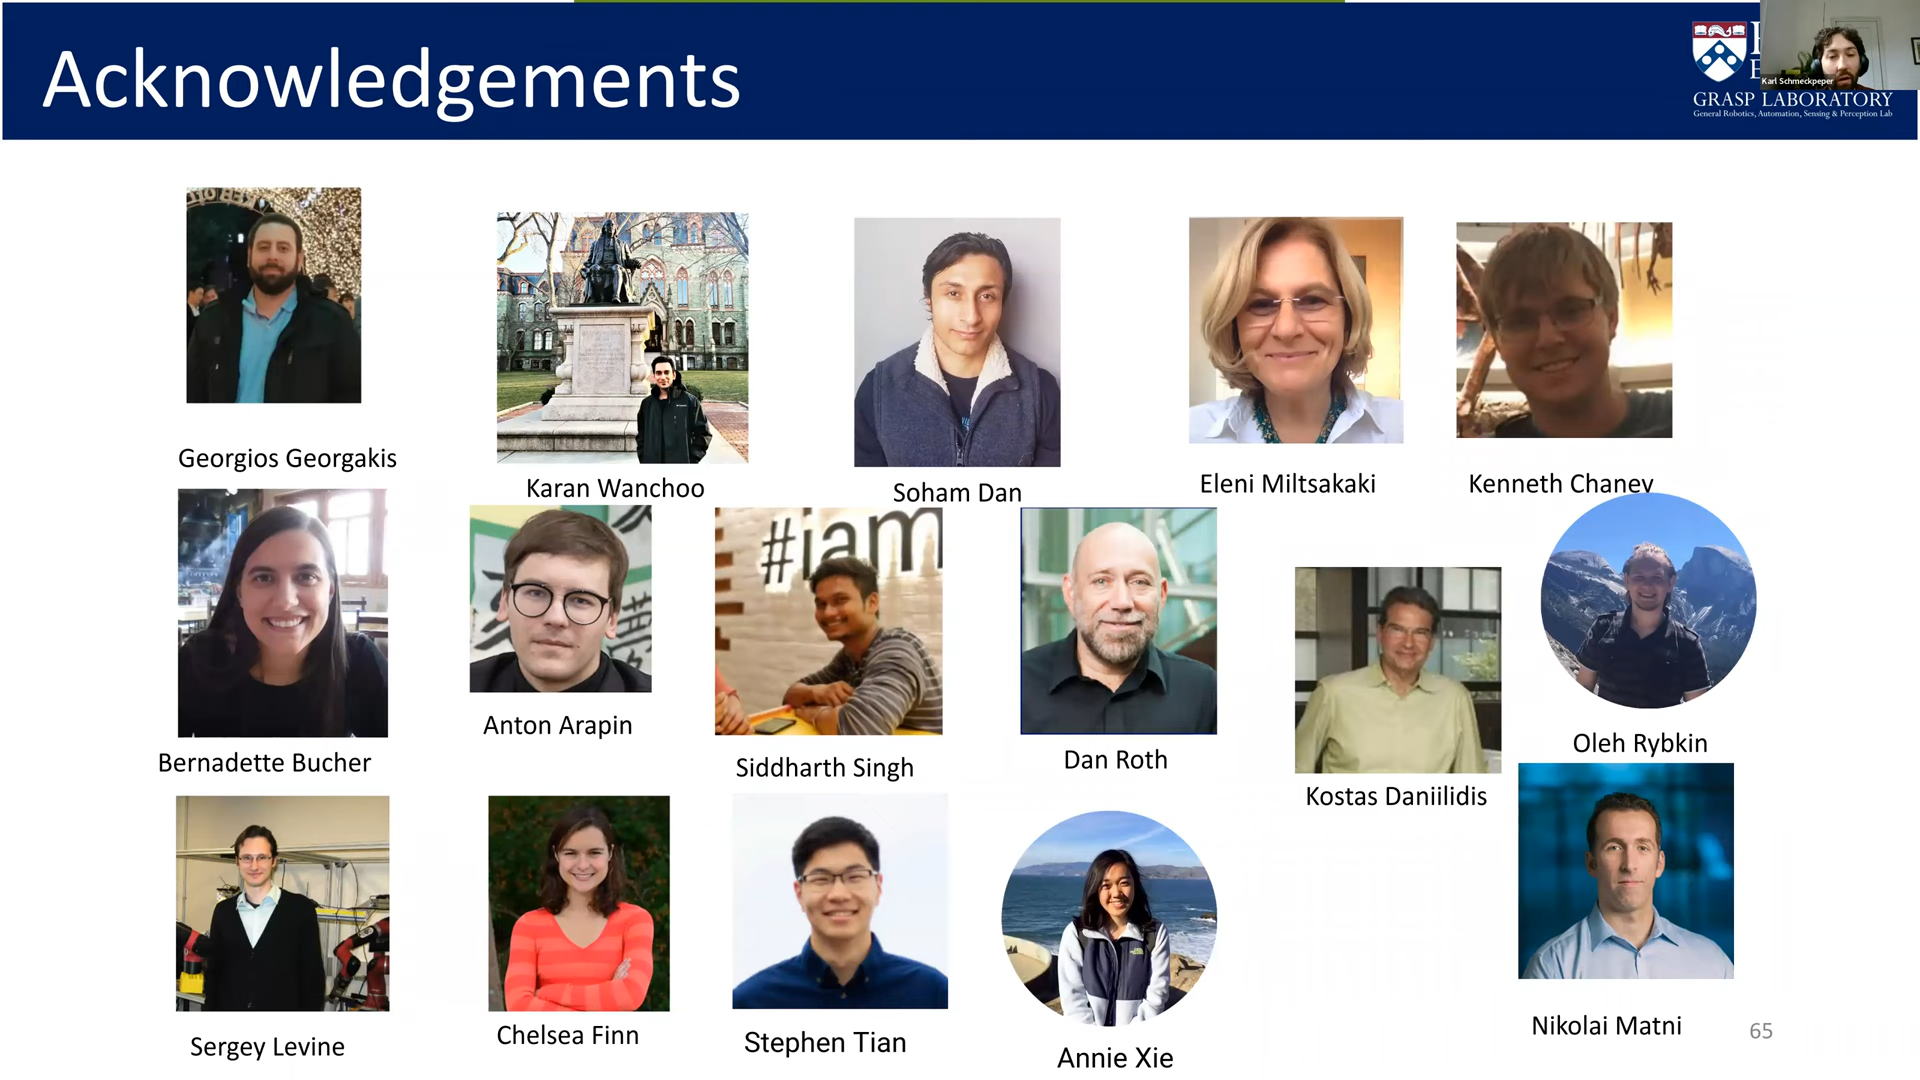 Acknowledgements
Karl Schmeckpeper
GRASP LABORATORY
General Robotics, Automation, Sensing & Perception Lab
#iam
Georgios Georgakis
Karan Wanchoo
Soham Dan
Eleni Miltsakaki
Kenneth Chaney
Bernadette Bucher
Anton Arapin
Siddharth Singh
Dan Roth
Kostas Daniilidis
Oleh Rybkin
Sergey Levine
Chelsea Finn
Stephen Tian
Annie Xie
Nikolai Matni
65